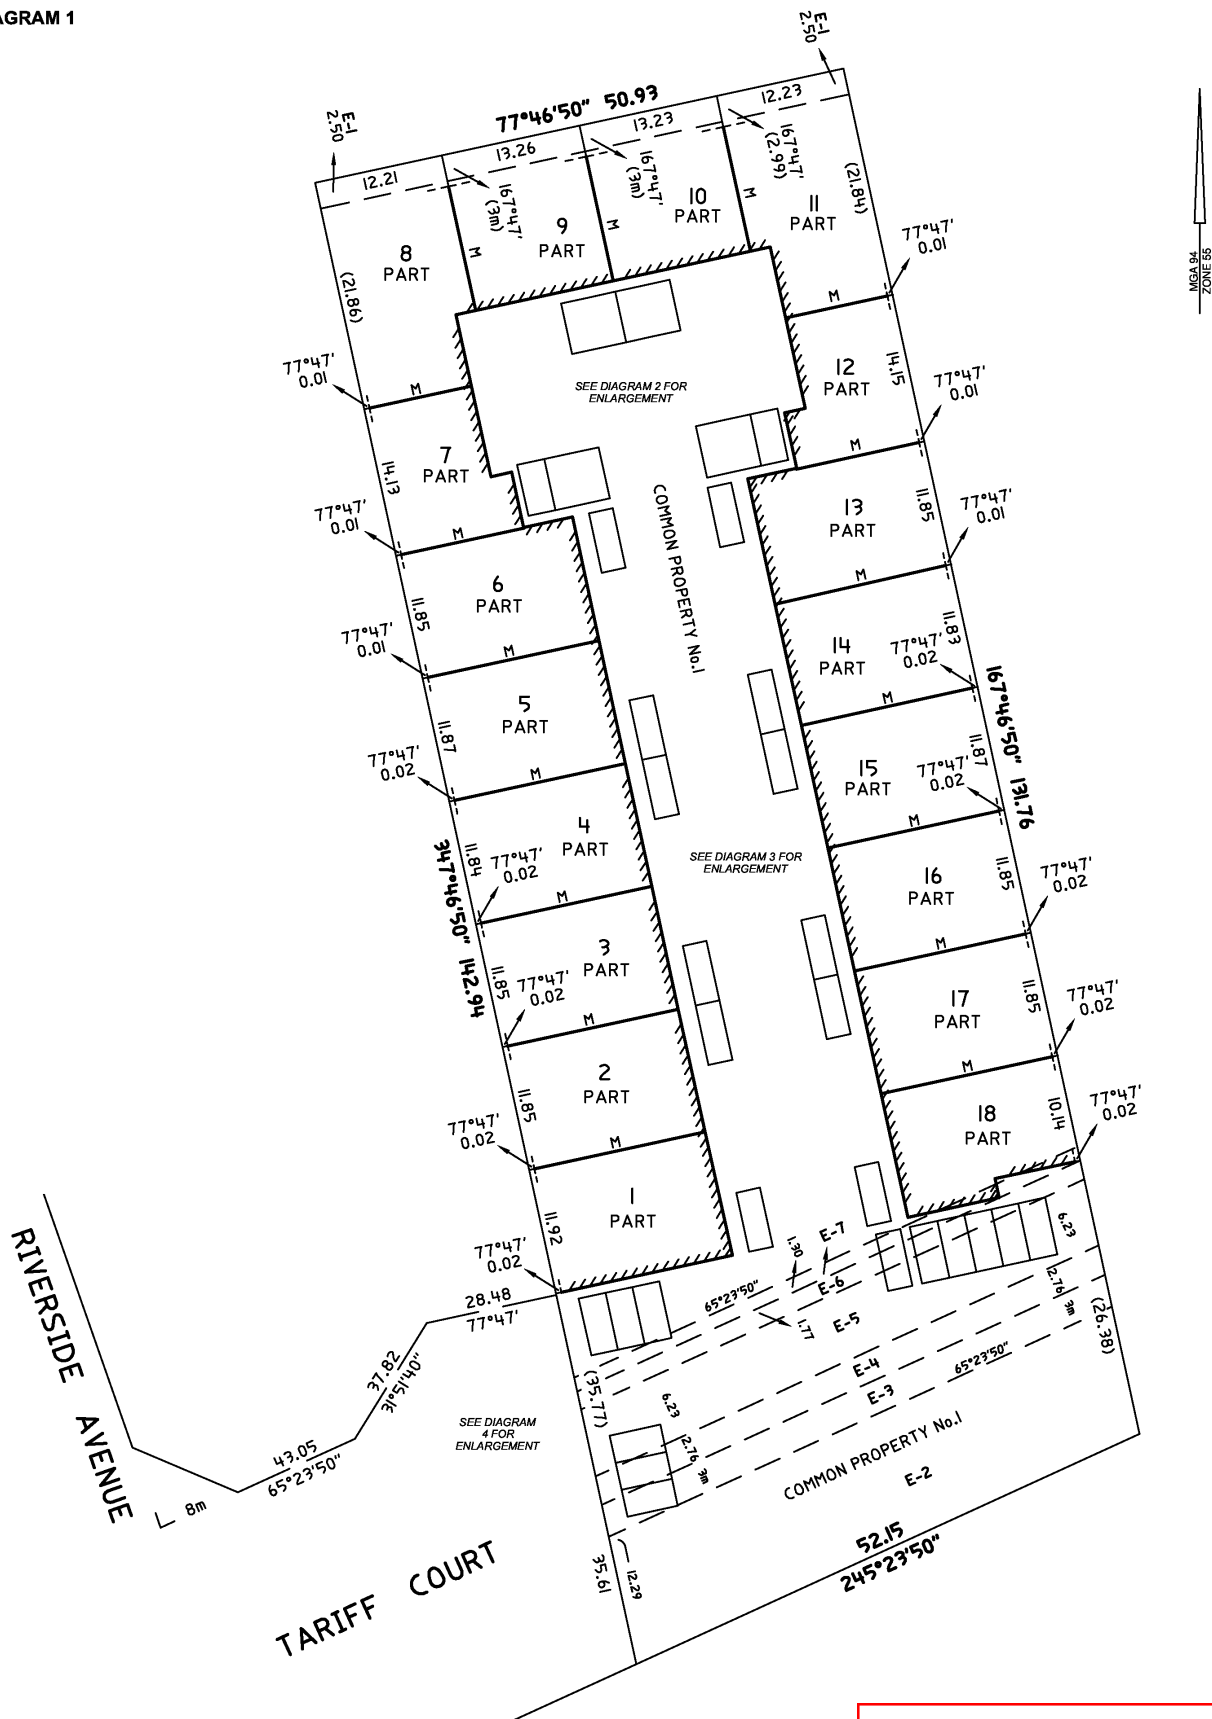 AGRAM 1
E-1
2.50
77°46'50" 50.93
E-1
2.50
12.21
13.26
13.23
12.23
167°47'
(3m)
167°47'
(3m)
167°47'
(2.99)
MGA 94
ZONE 55
8
PART
M
9
PART
M
10
PART
M
11
PART
(21.86)
(21.84)
77°47'
0.01
M
SEE DIAGRAM 2 FOR
ENLARGEMENT
M
77°47'
0.01
7
PART
14.13
12
PART
14.15
77°47'
0.01
77°47'
0.01
M
M
COMMON PROPERTY No.1
6
PART
11.85
13
PART
11.85
77°47'
0.01
77°47'
0.01
M
M
5
PART
11.87
14
PART
11.83
77°47'
0.02
77°47'
0.02
M
M
167°46'50" 131.76
4
PART
11.84
15
PART
11.87
77°47'
0.02
77°47'
0.02
M
M
347°46'50" 142.94
SEE DIAGRAM 3 FOR
ENLARGEMENT
3
PART
11.85
16
PART
11.85
77°47'
0.02
77°47'
0.02
M
M
2
PART
11.85
17
PART
11.85
77°47'
0.02
77°47'
0.02
M
M
1
PART
11.92
18
PART
10.14
77°47'
0.02
77°47'
0.02
28.48
77°47'
37.82
31°51'40"
43.05
65°23'50"
RIVERSIDE AVENUE
8m
TARIFF COURT
65°23'50"
1.30
E-7
E-6
1.77
E-5
E-4
E-3
65°23'50"
6.23
2.76
3m
(26.38)
(35.77)
6.23
2.76
3m
SEE DIAGRAM
4 FOR
ENLARGEMENT
COMMON PROPERTY No.1
E-2
52.15
245°23'50"
35.61
12.29